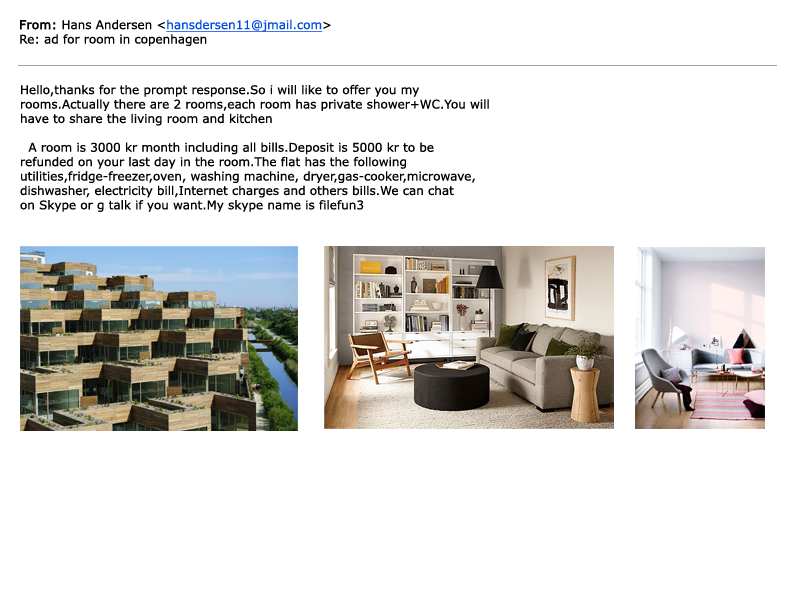 From: Hans Andersen <hansdersen11@jmail.com>
Re: ad for room in copenhagen
Hello,thanks for the prompt response.So i will like to offer you my
rooms.Actually there are 2 rooms,each room has private shower+WC.You will
have to share the living room and kitchen
A room is 3000 kr month including all bills.Deposit is 5000 kr to be
refunded on your last day in the room.The flat has the following
utilities,fridge-freezer,oven, washing machine, dryer,gas-cooker,microwave,
dishwasher, electricity bill,Internet charges and others bills.We can chat
on Skype or g talk if you want.My skype name is filefun3